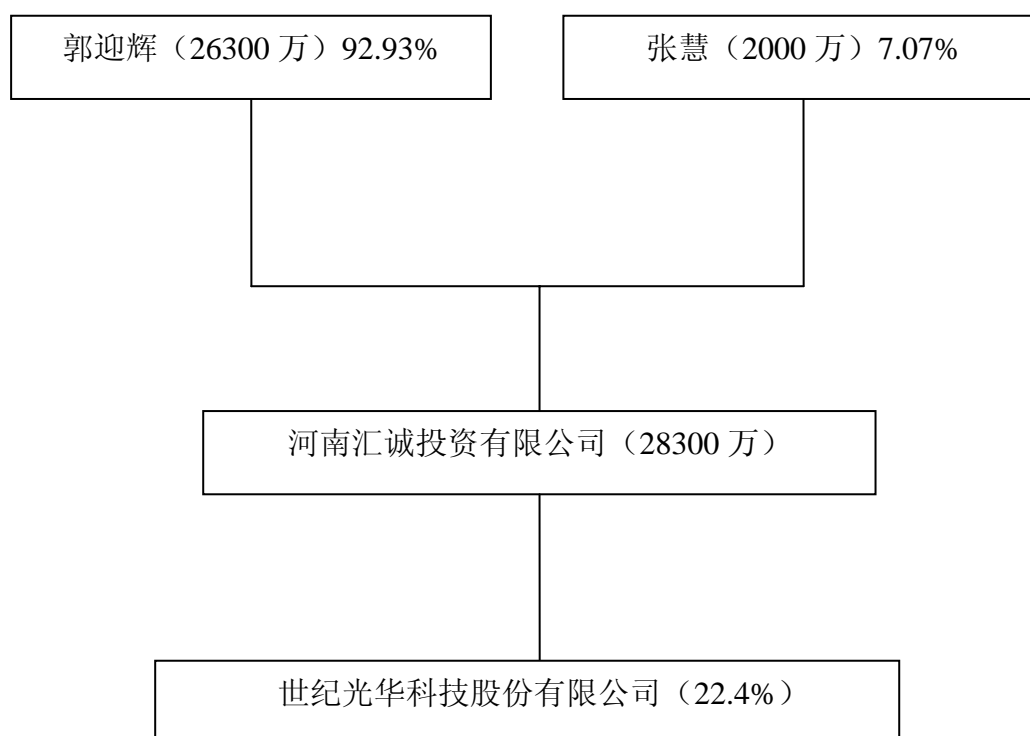 郭迎辉（26300 万）92.93%
张慧（2000 万）7.07%
河南汇诚投资有限公司（28300 万）
世纪光华科技股份有限公司（22.4%）